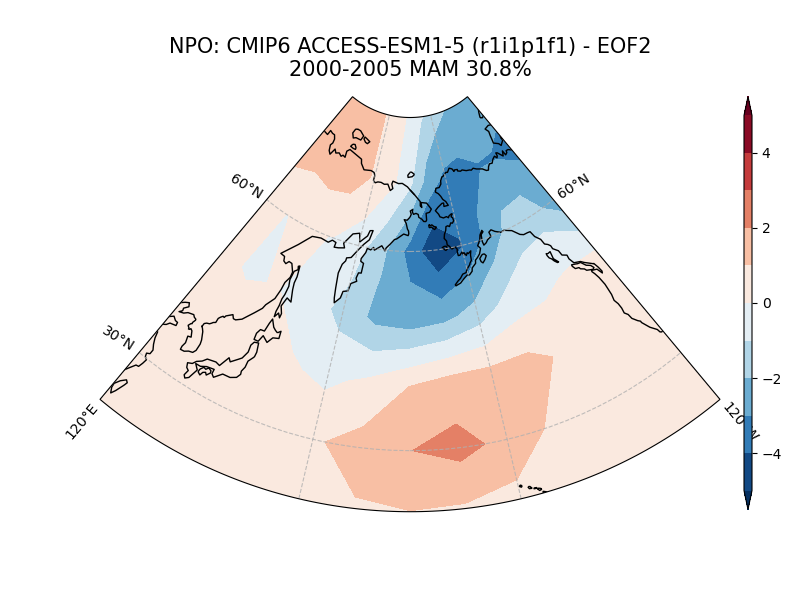 NPO: CMIP6 ACCESS-ESM1-5 (r1i1p1f1) - EOF2
2000-2005 MAM 30.8%
60°N
60°N
30°N
120°E
120°W
4
2
0
−2
−4